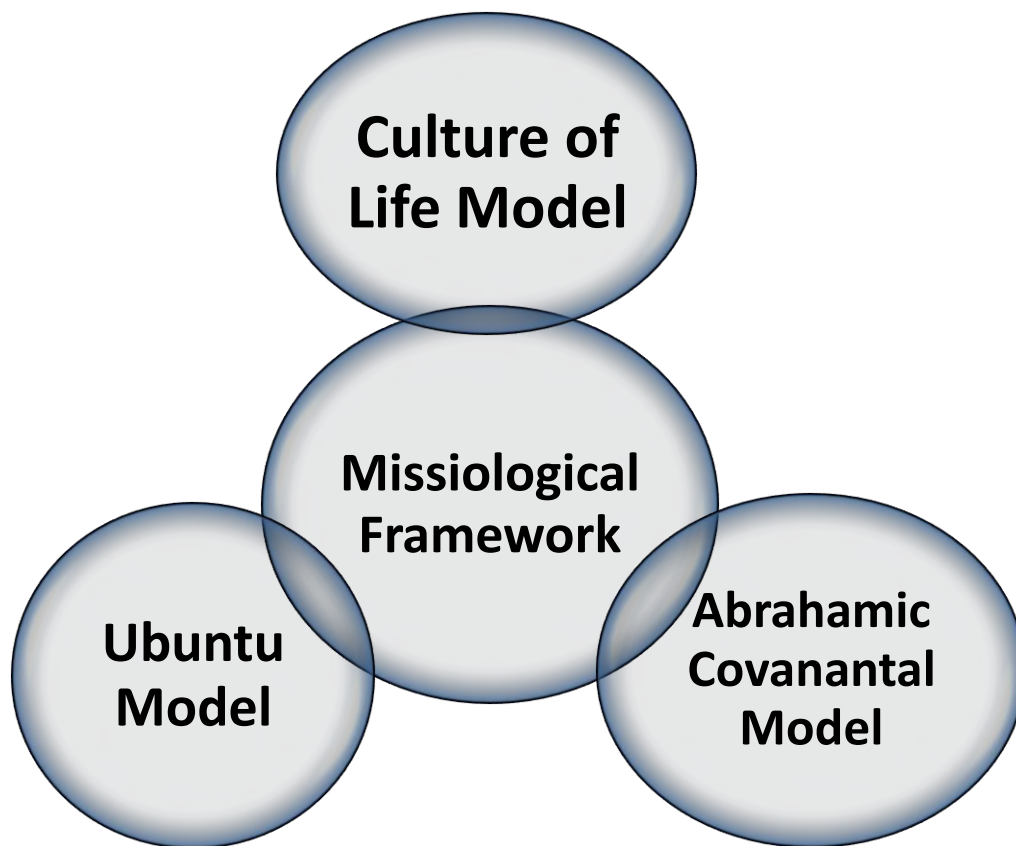 Culture of
Life Model
Missiological
Framework
Ubuntu
Model
Abrahamic
Covanantal
Model